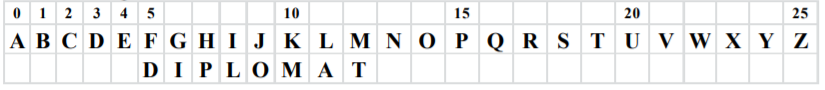 0 1 2 3 4 5 10 15 20 25
A B C D E F G H I J K L M N O P Q R S T U V W X Y Z
D I P L O M A T